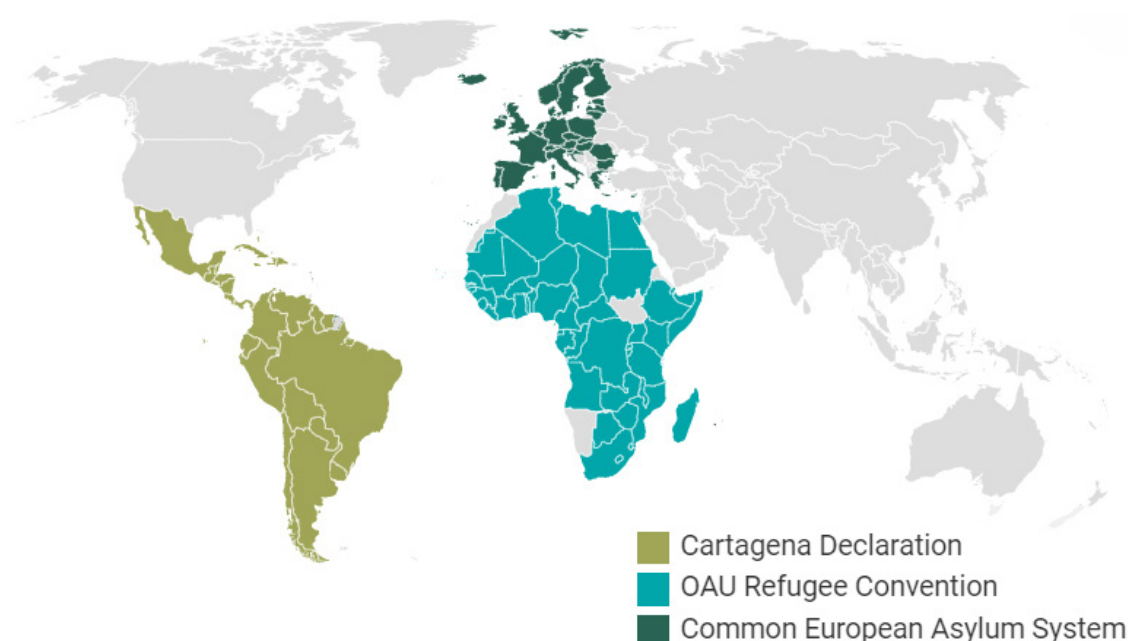 Cartagena Declaration
OAU Refugee Convention
Common European Asylum System